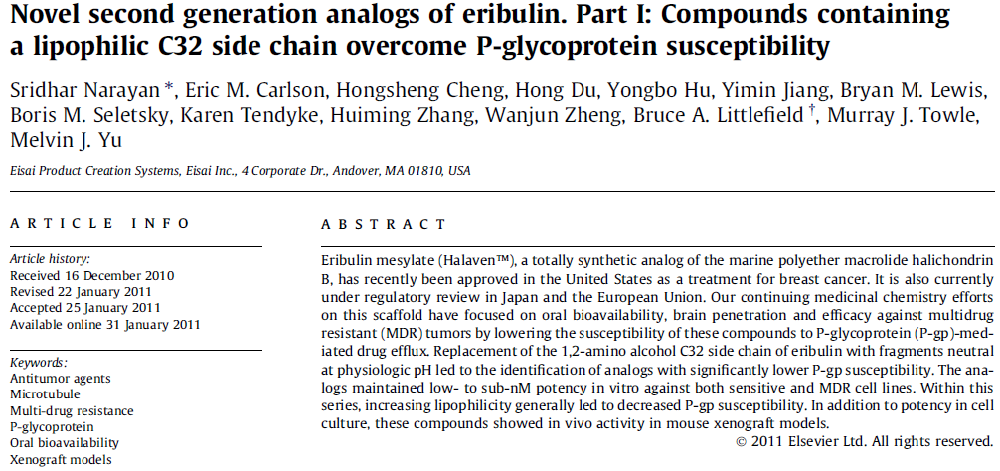 Novel second generation analogs of eribulin. Part I: Compounds containing
a lipophilic C32 side chain overcome P-glycoprotein susceptibility
Sridhar Narayan *, Eric M. Carlson, Hongsheng Cheng, Hong Du, Yongbo Hu, Yimin Jiang, Bryan M. Lewis,
Boris M. Seletsky, Karen Tendyke, Huiming Zhang, Wanjun Zheng, Bruce A. Littlefield †, Murray J. Towle,
Melvin J. Yu
Eisai Product Creation Systems, Eisai Inc., 4 Corporate Dr., Andover, MA 01810, USA
ARTICLE INFO
Article history:
Received 16 December 2010
Revised 22 January 2011
Accepted 25 January 2011
Available online 31 January 2011
Keywords:
Antitumor agents
Microtubule
Multi-drug resistance
P-glycoprotein
Oral bioavailability
Xenograft models
ABSTRACT
Eribulin mesylate (Halaven™), a totally synthetic analog of the marine polyether macrolide halichondrin
B, has recently been approved in the United States as a treatment for breast cancer. It is also currently
under regulatory review in Japan and the European Union. Our continuing medicinal chemistry efforts
on this scaffold have focused on oral bioavailability, brain penetration and efficacy against multidrug
resistant (MDR) tumors by lowering the susceptibility of these compounds to P-glycoprotein (P-gp)-med-
iated drug efflux. Replacement of the 1,2-amino alcohol C32 side chain of eribulin with fragments neutral
at physiologic pH led to the identification of analogs with significantly lower P-gp susceptibility. The ana-
logs maintained low- to sub-nM potency in vitro against both sensitive and MDR cell lines. Within this
series, increasing lipophilicity generally led to decreased P-gp susceptibility. In addition to potency in cell
culture, these compounds showed in vivo activity in mouse xenograft models.
© 2011 Elsevier Ltd. All rights reserved.